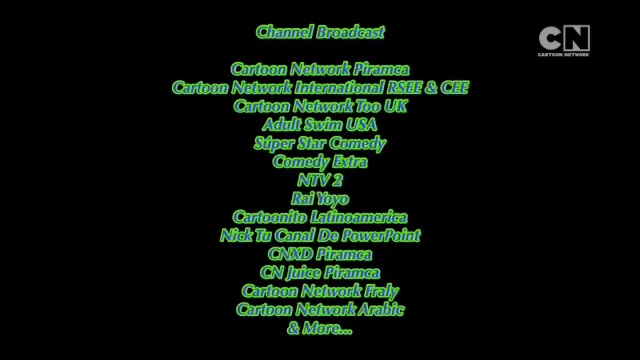 Channel Broadcast
CN
CARTOON NETWORK
Cartoon Network Piramca
Cartoon Network International RSEE & CEE
Cartoon Network Too UK
Adult Swim USA
Súper Star Comedy
Comedy Extra
NTV 2
Rai Yoyo
Cartoonito Latinoamerica
Nick Tu Canal De PowerPoint
CNXD Piramca
CN Juice Piramca
Cartoon Network Fraly
Cartoon Network Arabic
& More...